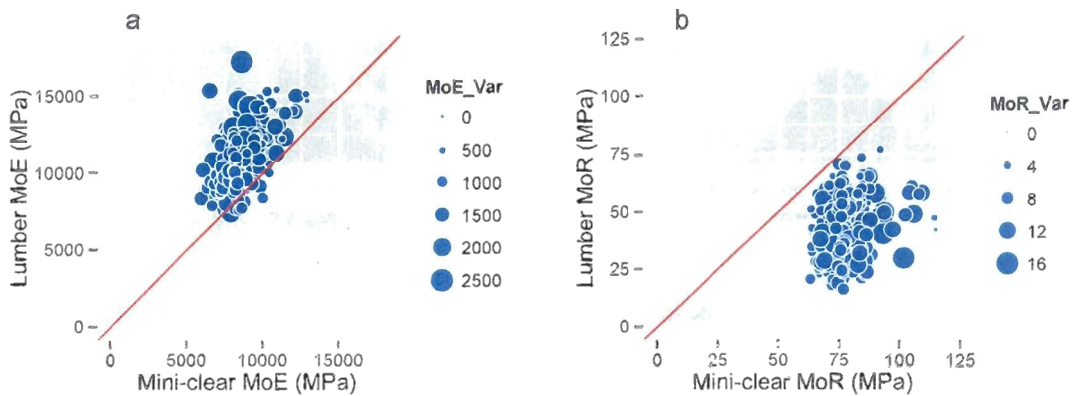 a
Lumber MoE (MPa)
15000
10000
5000
0
0 5000 10000 15000
Mini-clear MoE (MPa)
MoE_Var
0
500
1000
1500
2000
2500
b
Lumber MoR (MPa)
125
100
75
50
25
0
0 25 50 75 100 125
Mini-clear MoR (MPa)
MoR_Var
0
4
8
12
16